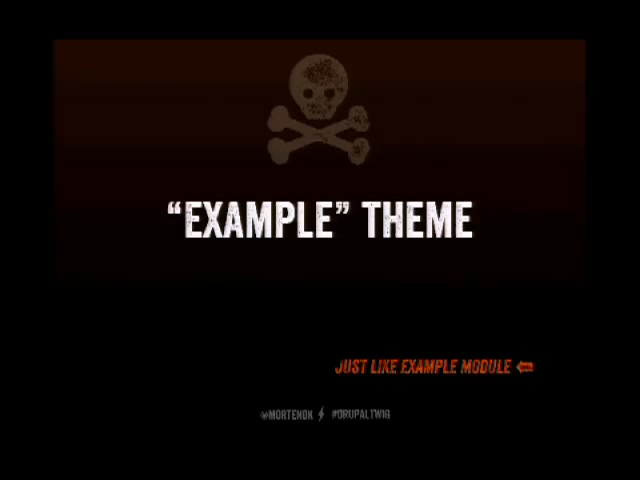 “EXAMPLE” THEME
JUST LIKE EXAMPLE MODULE
@MORTENDK #DRUPALTWIG